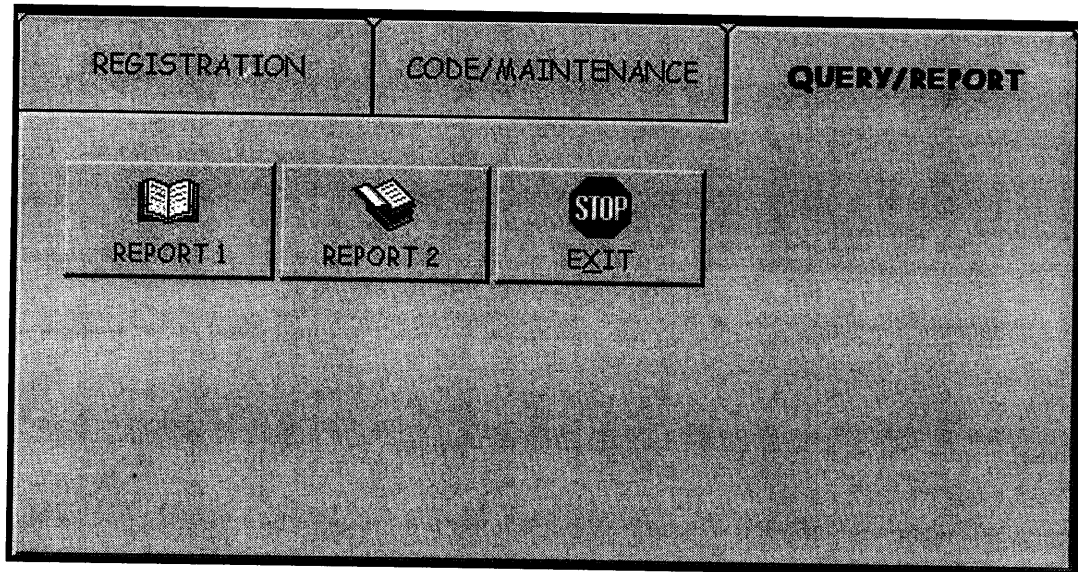 REGISTRATION
CODE/MAINTENANCE
QUERY/REPORT
STOP
REPORT 1
REPORT 2
EXIT